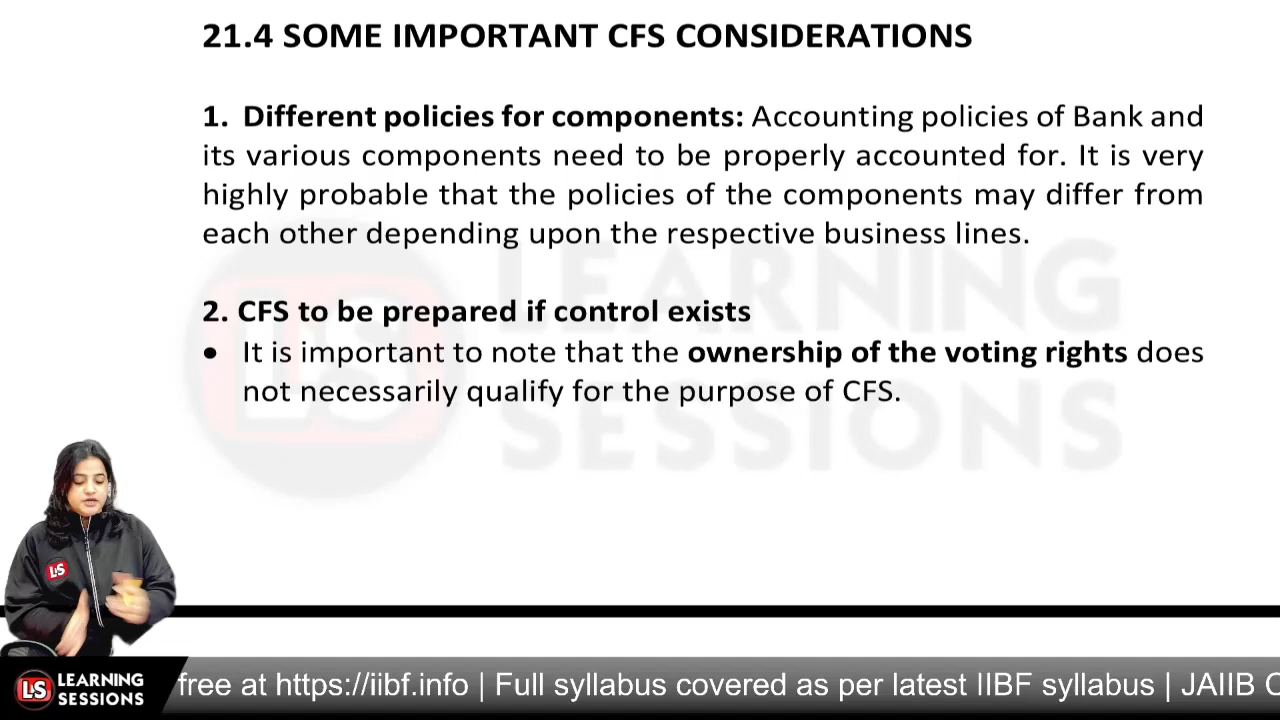 21.4 SOME IMPORTANT CFS CONSIDERATIONS
1. Different policies for components: Accounting policies of Bank and
its various components need to be properly accounted for. It is very
highly probable that the policies of the components may differ from
each other depending upon the respective business lines.
2. CFS to be prepared if control exists
• It is important to note that the ownership of the voting rights does
not necessarily qualify for the purpose of CFS.
LS
LEARNING
SESSIONS
LS
LS
LEARNING
SESSIONS
free at https://iibf.info | Full syllabus covered as per latest IIBF syllabus | JAIIB C